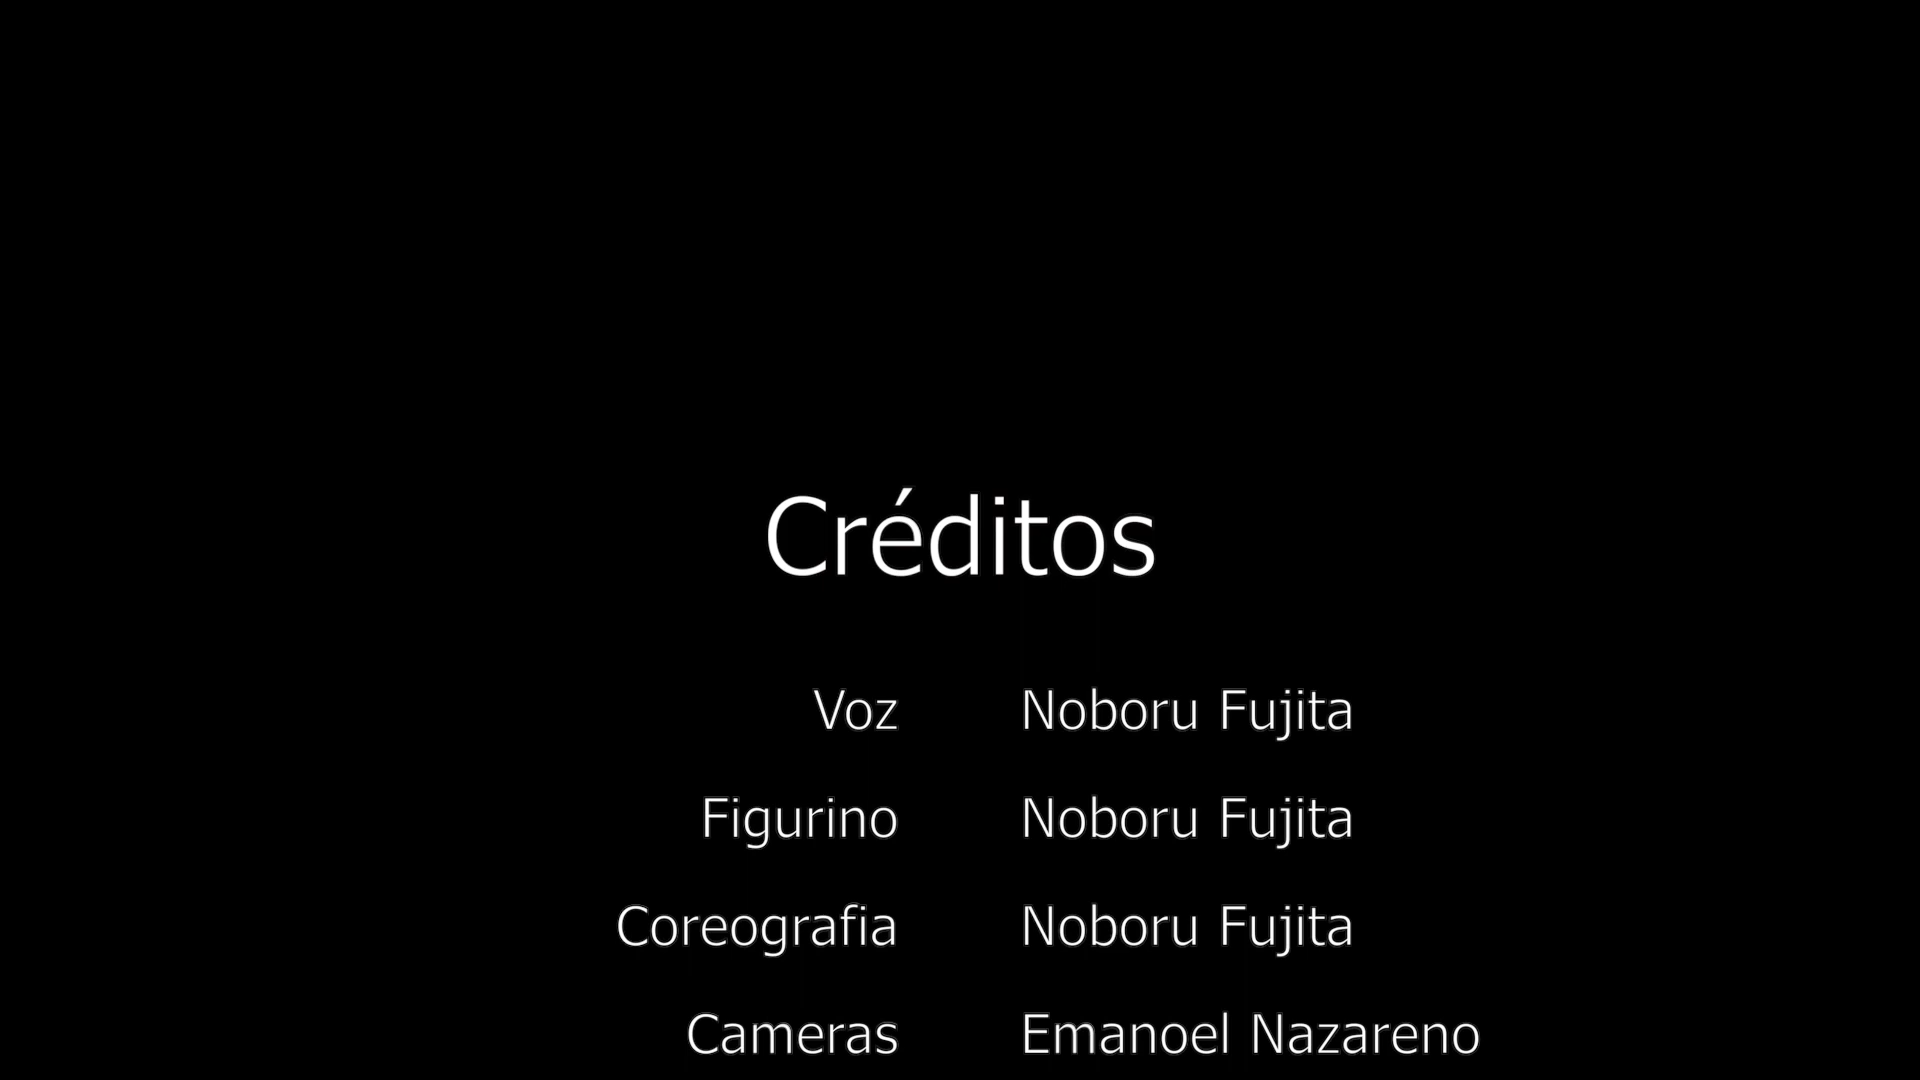 Créditos
Voz Noboru Fujita
Figurino Noboru Fujita
Coreografia Noboru Fujita
Cameras Emanoel Nazareno